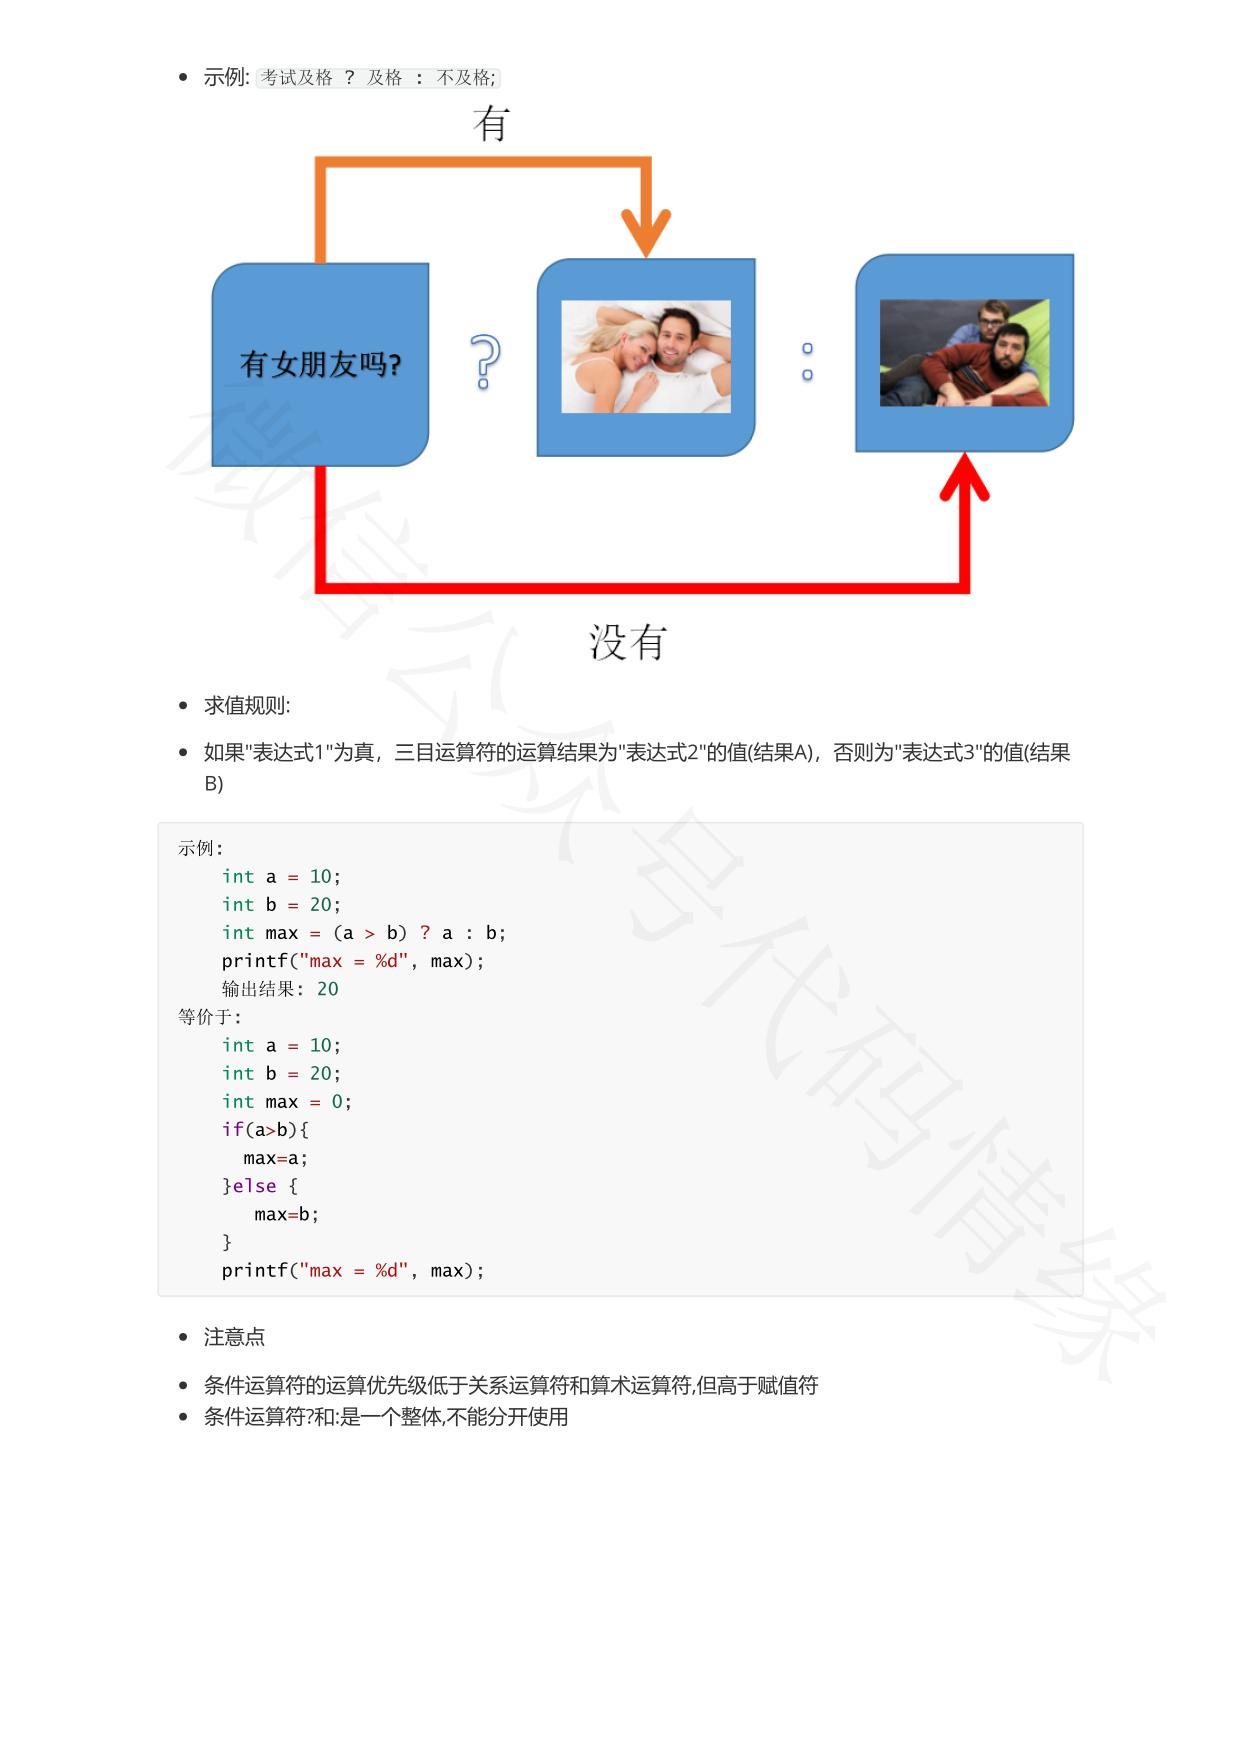 示例: 考试及格 ? 及格 : 不及格;
有
有女朋友吗?
?
:
没有
求值规则:
如果"表达式1"为真，三目运算符的运算结果为"表达式2"的值(结果A)，否则为"表达式3"的值(结果
B)
示例:
int a = 10;
int b = 20;
int max = (a > b) ? a : b;
printf("max = %d", max);
输出结果: 20
等价于:
int a = 10;
int b = 20;
int max = 0;
if(a>b){
max=a;
}else {
max=b;
}
printf("max = %d", max);
注意点
条件运算符的运算优先级低于关系运算符和算术运算符,但高于赋值符
条件运算符?和:是一个整体,不能分开使用
微信公众号代码情缘